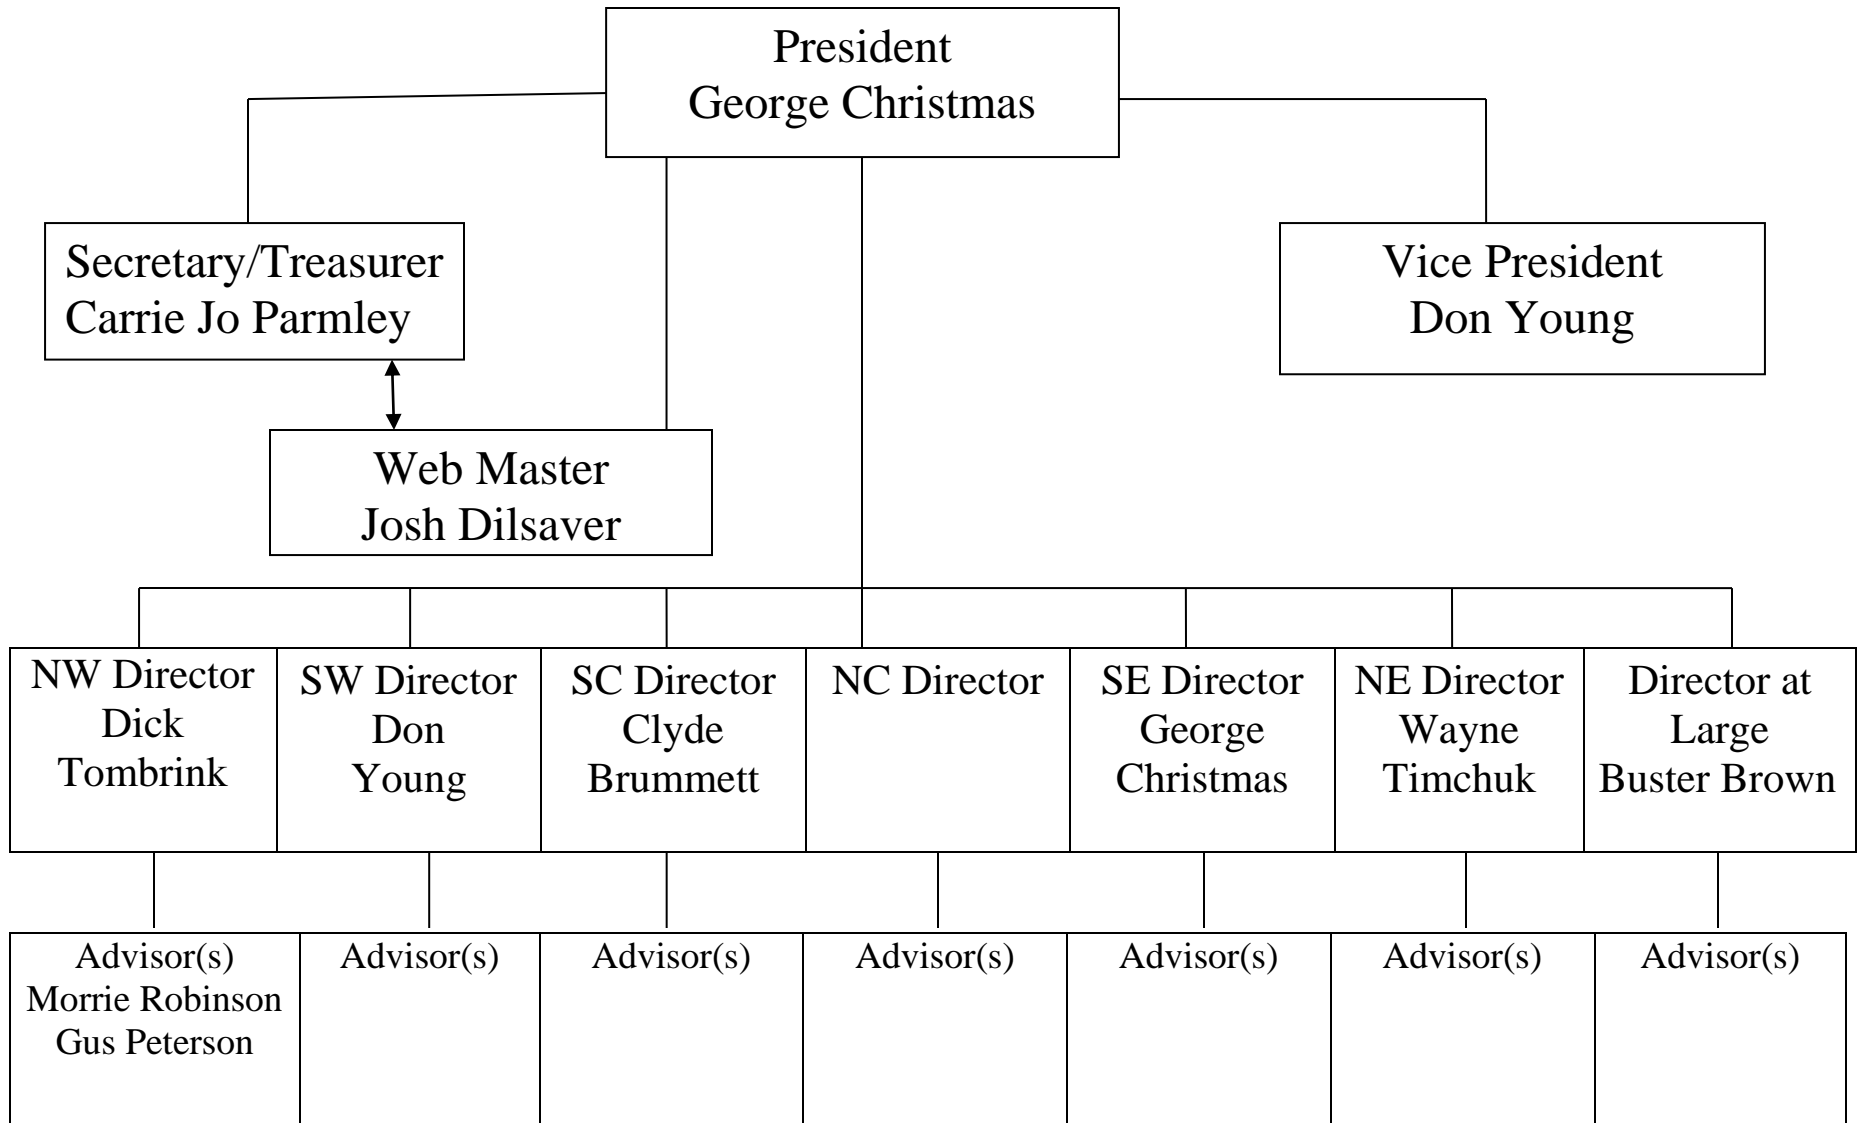 President
George Christmas
Secretary/Treasurer
Carrie Jo Parmley
Vice President
Don Young
Web Master
Josh Dilsaver
NW Director
Dick
Tombrink
SW Director
Don
Young
SC Director
Clyde
Brummett
NC Director
SE Director
George
Christmas
NE Director
Wayne
Timchuk
Director at
Large
Buster Brown
Advisor(s)
Morrie Robinson
Gus Peterson
Advisor(s)
Advisor(s)
Advisor(s)
Advisor(s)
Advisor(s)
Advisor(s)